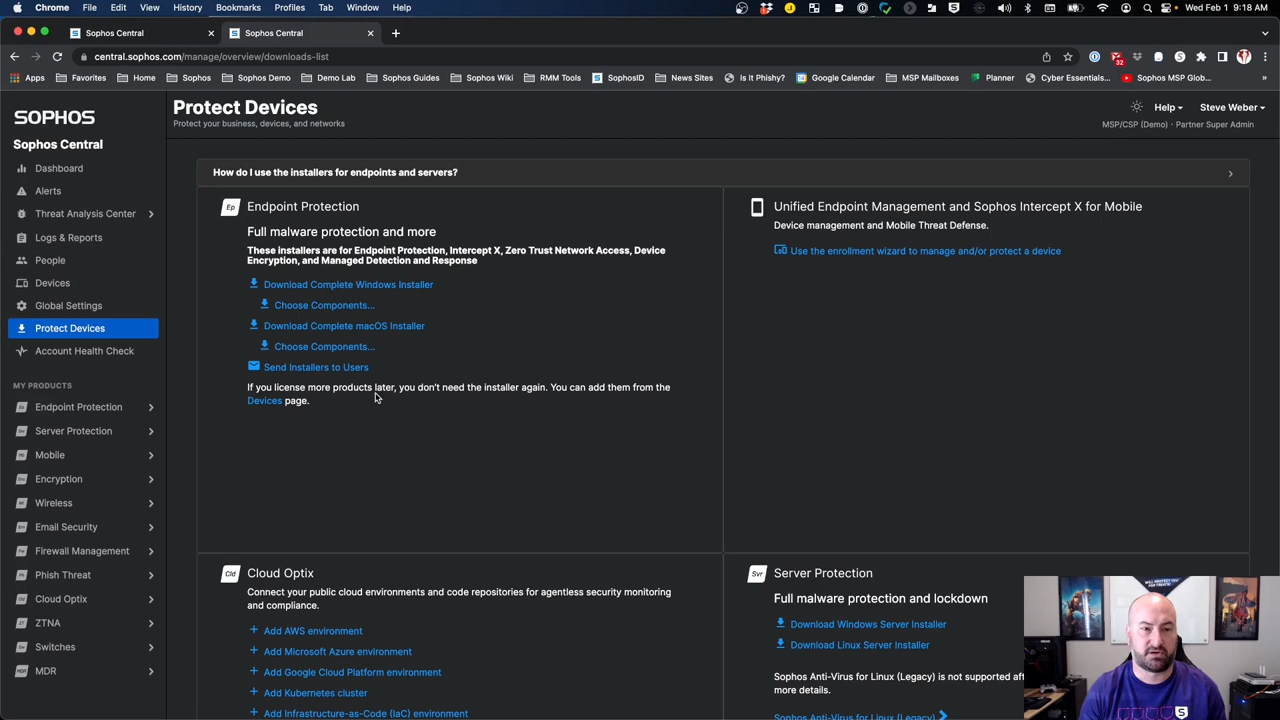 Chrome File Edit View History Bookmarks Profiles Tab Window Help
Wed Feb 1 9:18 AM
Sophos Central
Sophos Central
central.sophos.com/manage/overview/downloads-list
32
Apps Favorites Home Sophos Sophos Demo Demo Lab Sophos Guides Sophos Wiki RMM Tools SophosID News Sites Is It Phishy? Google Calendar MSP Mailboxes Planner Cyber Essentials... Sophos MSP Glob...
SOPHOS
Sophos Central
Dashboard
Alerts
Threat Analysis Center
Logs & Reports
People
Devices
Global Settings
Protect Devices
Account Health Check
MY PRODUCTS
Endpoint Protection
Server Protection
Mobile
Encryption
Wireless
Email Security
Firewall Management
Phish Threat
Cloud Optix
ZTNA
Switches
MDR
Protect Devices
Protect your business, devices, and networks
Help
Steve Weber
MSP/CSP (Demo) · Partner Super Admin
How do I use the installers for endpoints and servers?
Ep
Endpoint Protection
Full malware protection and more
These installers are for Endpoint Protection, Intercept X, Zero Trust Network Access, Device
Encryption, and Managed Detection and Response
Download Complete Windows Installer
Choose Components...
Download Complete macOS Installer
Choose Components...
Send Installers to Users
If you license more products later, you don't need the installer again. You can add them from the
Devices page.
Unified Endpoint Management and Sophos Intercept X for Mobile
Device management and Mobile Threat Defense.
Use the enrollment wizard to manage and/or protect a device
Cld
Cloud Optix
Connect your public cloud environments and code repositories for agentless security monitoring
and compliance.
+ Add AWS environment
+ Add Microsoft Azure environment
+ Add Google Cloud Platform environment
+ Add Kubernetes cluster
+ Add Infrastructure-as-Code (IaC) environment
Svr
Server Protection
Full malware protection and lockdown
Download Windows Server Installer
Download Linux Server Installer
Sophos Anti-Virus for Linux (Legacy) is not supported af
more details.
Sophos Anti-Virus for Linux (Legacy)